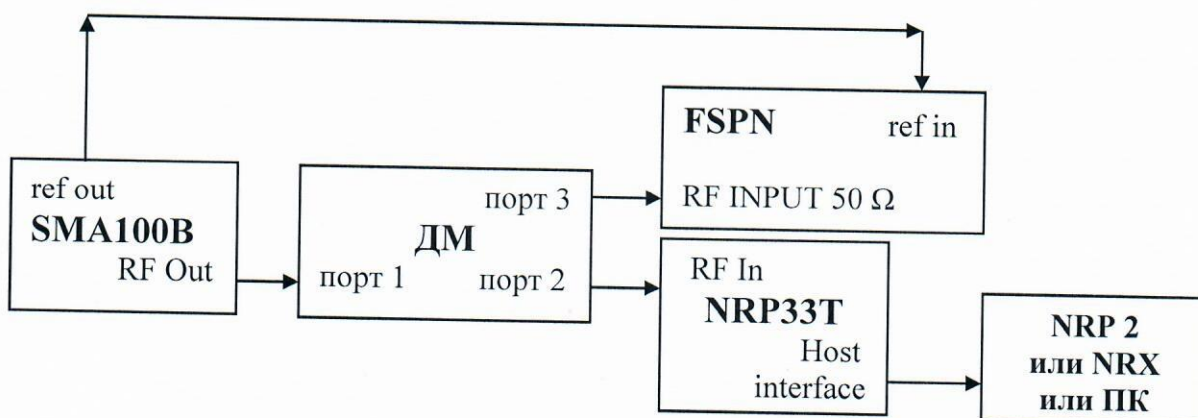 FSPN
ref in
RF INPUT 50 Ω
ref out
SMA100B
RF Out
порт 3
ДМ
порт 1
порт 2
RF In
NRP33T
Host
interface
NRP 2
или NRX
или ПК